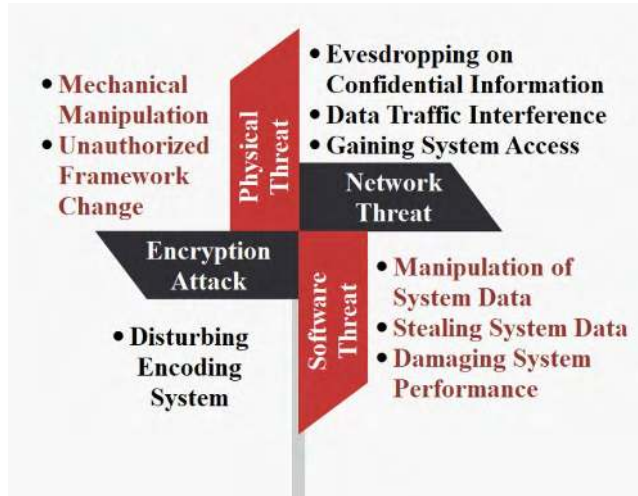 • Mechanical
Manipulation
• Unauthorized
Framework
Change
Physical
Threat
• Evesdropping on
Confidential Information
• Data Traffic Interference
• Gaining System Access
Network
Threat
Encryption
Attack
• Disturbing
Encoding
System
Software
Threat
• Manipulation of
System Data
• Stealing System Data
• Damaging System
Performance